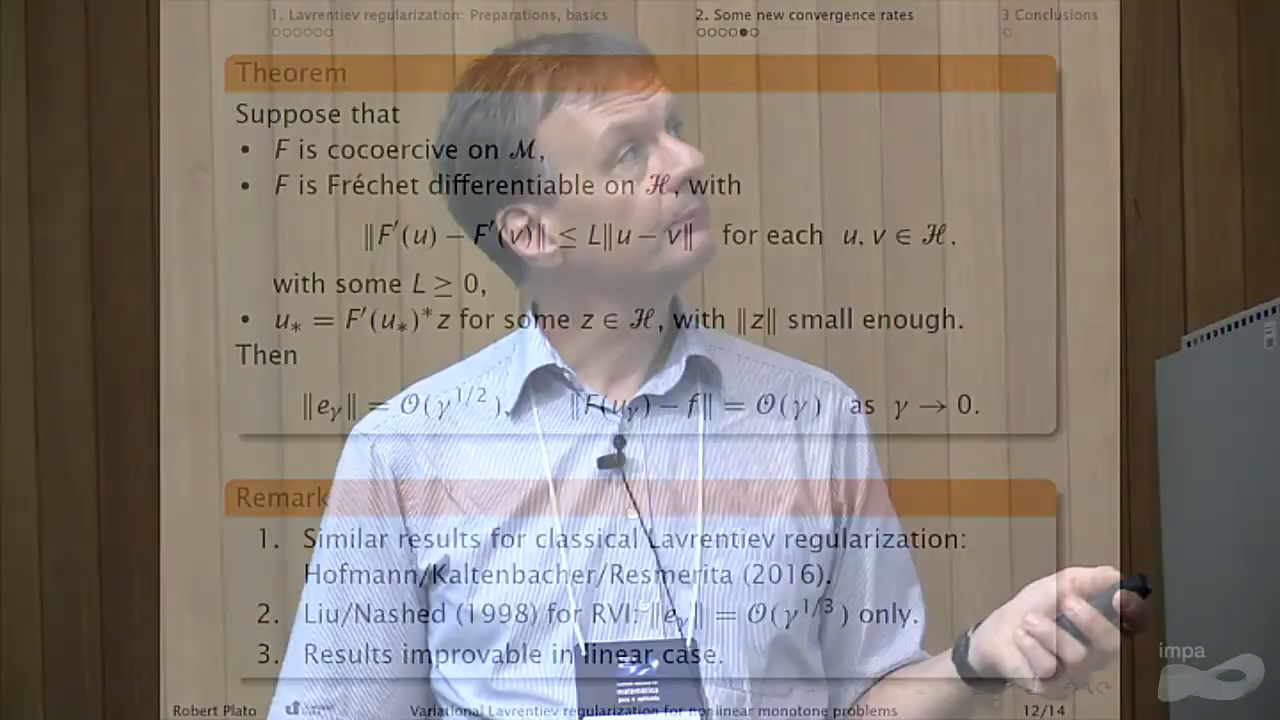 1. Lavrentiev regularization: Preparations, basics
2. Some new convergence rates
3 Conclusions
Theorem
Suppose that
• F is cocoercive on ℳ,
• F is Fréchet differentiable on ℋ, with
‖F′(u) − F′(v)‖ ≤ L‖u − v‖ for each u, v ∈ ℋ,
with some L ≥ 0,
• u∗ = F′(u∗)*z for some z ∈ ℋ, with ‖z‖ small enough.
Then
‖eγ‖ = 𝒪(γ^1/2), ‖F(uγ) − f‖ = 𝒪(γ) as γ → 0.
Remark
1. Similar results for classical Lavrentiev regularization:
Hofmann/Kaltenbacher/Resmerita (2016).
2. Liu/Nashed (1998) for RVI: ‖eγ‖ = 𝒪(γ^1/3) only.
3. Results improvable in linear case.
impa
Robert Plato
Variational Lavrentiev regularization for nonlinear monotone problems
12/14